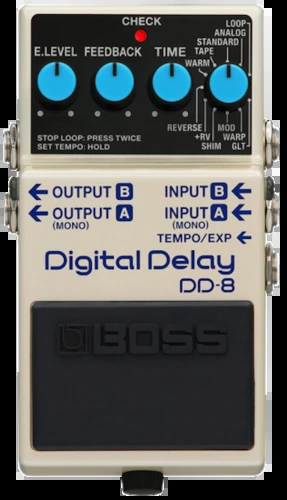 CHECK
E.LEVEL FEEDBACK TIME
LOOP
ANALOG
STANDARD
TAPE
WARM
REVERSE
+RV
SHIM
MOD
WARP
GLT
STOP LOOP: PRESS TWICE
SET TEMPO: HOLD
OUTPUT B INPUT B
OUTPUT A INPUT A
(MONO) (MONO)
TEMPO/EXP
Digital Delay
DD-8
BOSS